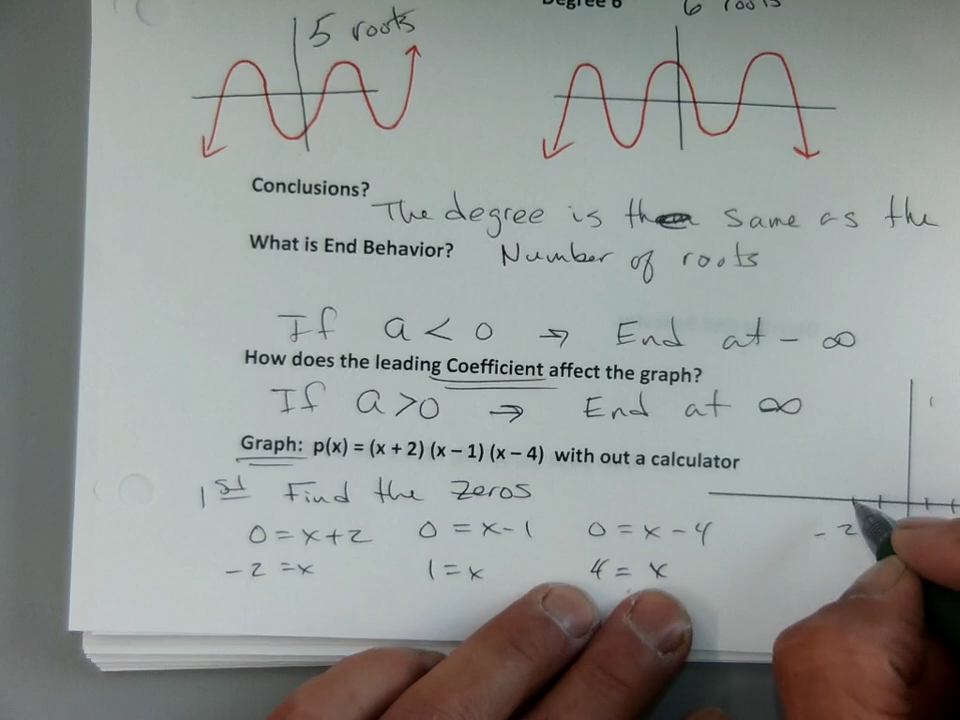 Degree 6 6 roots
5 roots
Conclusions?
The degree is the same as the
What is End Behavior? Number of roots
If a < 0 → End at - ∞
How does the leading Coefficient affect the graph?
If a > 0 → End at ∞
Graph: p(x) = (x + 2) (x – 1) (x – 4) with out a calculator
1st Find the zeros
0 = x + 2 0 = x - 1 0 = x - 4 - 2
- 2 = x 1 = x 4 = x